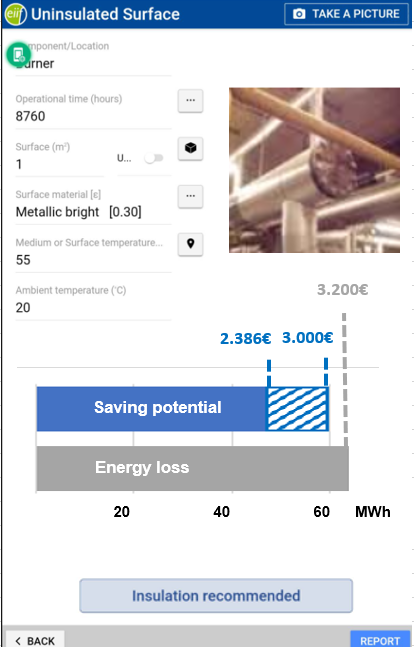 eiif Uninsulated Surface
TAKE A PICTURE
Component/Location
Burner
Operational time (hours)
8760
...
Surface (m²)
1
U...
Surface material [ε]
Metallic bright [0.30]
...
Medium or Surface temperature...
55
Ambient temperature (°C)
20
3.200€
2.386€ 3.000€
Saving potential
Energy loss
20 40 60 MWh
Insulation recommended
< BACK
REPORT